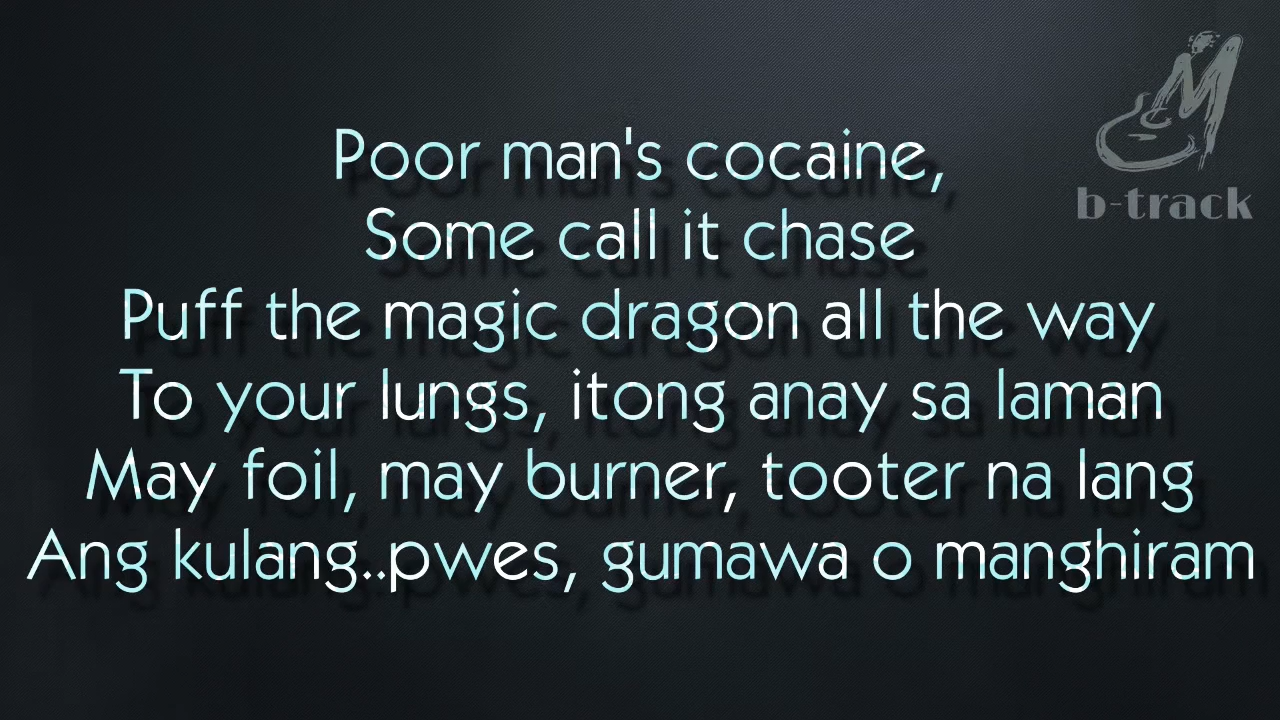 b-track
Poor man's cocaine,
Some call it chase
Puff the magic dragon all the way
To your lungs, itong anay sa laman
May foil, may burner, tooter na lang
Ang kulang..pwes, gumawa o manghiram